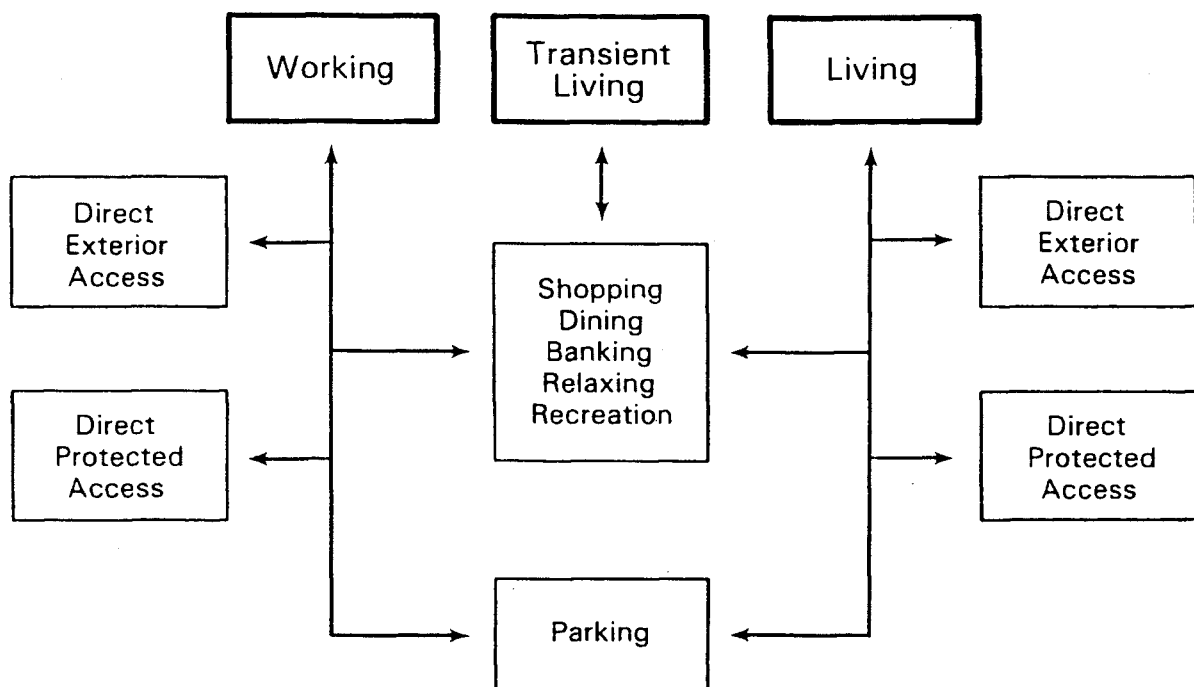 Working
Transient
Living
Living
Direct
Exterior
Access
Direct
Exterior
Access
Shopping
Dining
Banking
Relaxing
Recreation
Direct
Protected
Access
Direct
Protected
Access
Parking